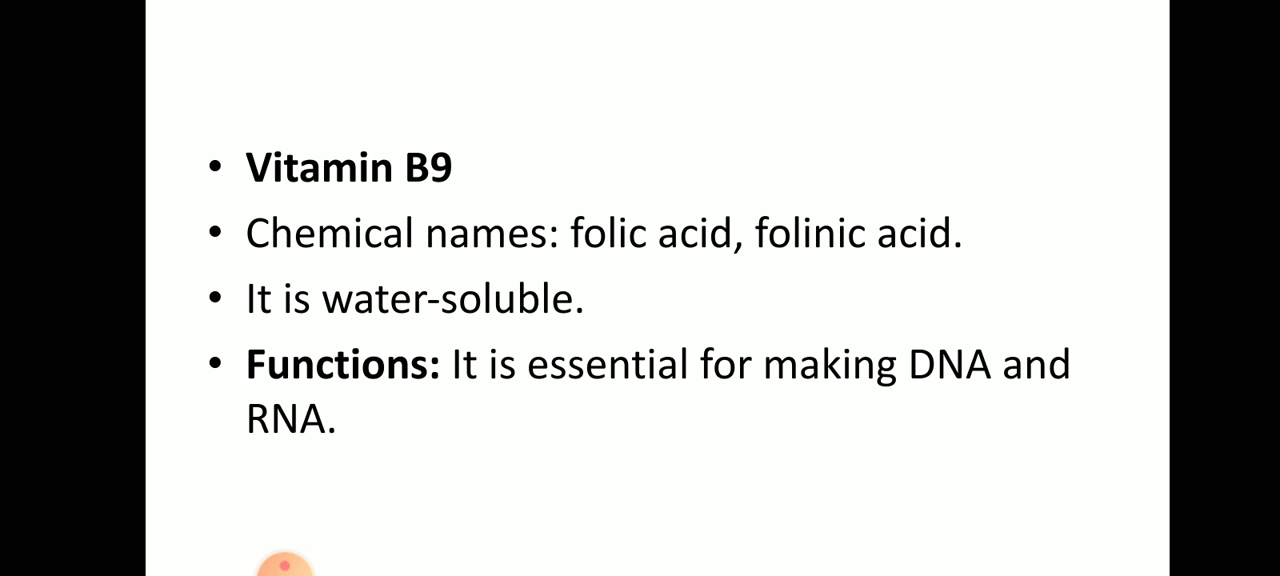 • Vitamin B9
• Chemical names: folic acid, folinic acid.
• It is water-soluble.
• Functions: It is essential for making DNA and
RNA.